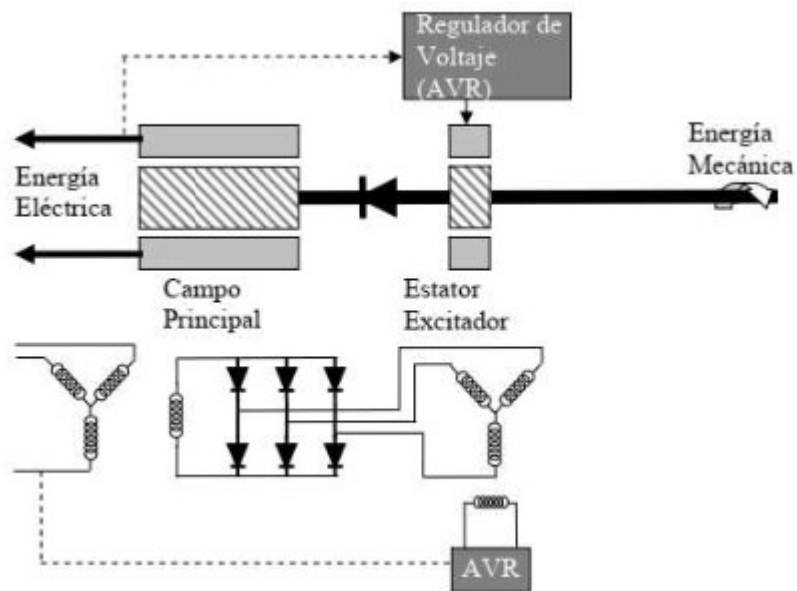 Regulador de
Voltaje
(AVR)
Energía
Mecánica
Energía
Eléctrica
Campo
Principal
Estator
Excitador
AVR